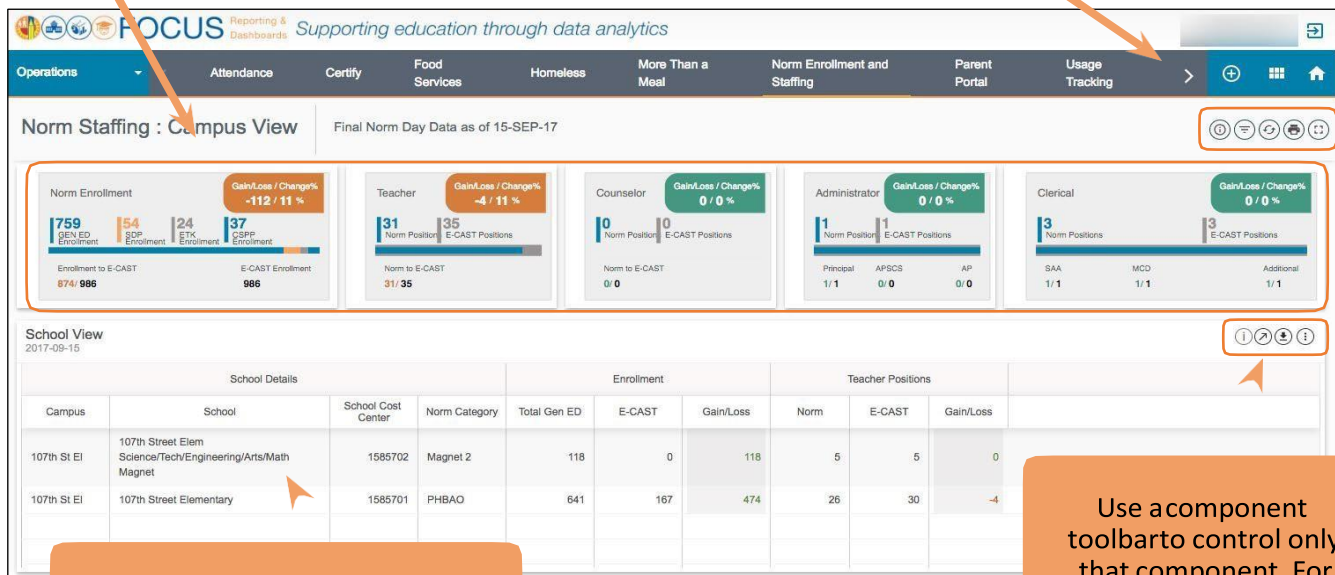 FOCUS Reporting & Dashboards Supporting education through data analytics
Operations Attendance Certify Food Services Homeless More Than a Meal Norm Enrollment and Staffing Parent Portal Usage Tracking
Norm Staffing : Campus View Final Norm Day Data as of 15-SEP-17
Norm Enrollment
Gain/Loss / Change%
-112 / 11 %
759 GEN ED Enrollment
54 SDP Enrollment
24 ETK Enrollment
37 CSPP Enrollment
Enrollment to E-CAST E-CAST Enrollment
874/ 986 986
Teacher
Gain/Loss / Change%
-4 / 11 %
31 Norm Position
35 E-CAST Positions
Norm to E-CAST
31/ 35
Counselor
Gain/Loss / Change%
0 / 0 %
0 Norm Position
0 E-CAST Positions
Norm to E-CAST
0/ 0
Administrator
Gain/Loss / Change%
0 / 0 %
1 Norm Position
1 E-CAST Positions
Principal APSCS AP
1/ 1 0/ 0 0/ 0
Clerical
Gain/Loss / Change%
0 / 0 %
3 Norm Positions
3 E-CAST Positions
SAA MCD Additional
1/ 1 1/ 1 1/ 1
School View
2017-09-15
School Details Enrollment Teacher Positions
Campus School School Cost Center Norm Category Total Gen ED E-CAST Gain/Loss Norm E-CAST Gain/Loss
107th St El 107th Street Elem Science/Tech/Engineering/Arts/Math Magnet 1585702 Magnet 2 118 0 118 5 5 0
107th St El 107th Street Elementary 1585701 PHBAO 641 167 474 26 30 -4
Use acomponent
toolbarto control only
that component. For